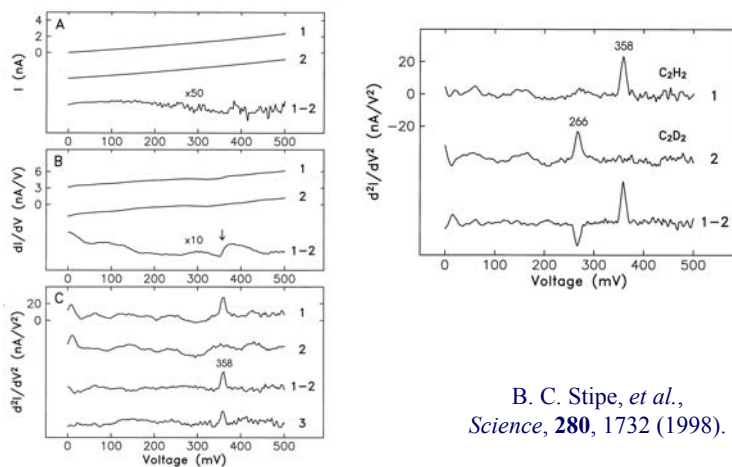 A
I (nA)
4
2
0
1
2
x50
1-2
0 100 200 300 400 500
B
dI/dV (nA/V)
6
3
0
1
2
x10
1-2
0 100 200 300 400 500
C
d²I/dV² (nA/V²)
20
0
1
2
358
1-2
3
0 100 200 300 400 500
Voltage (mV)
d²I/dV² (nA/V²)
20
0
-20
358
C₂H₂
1
266
C₂D₂
2
1-2
0 100 200 300 400 500
Voltage (mV)
B. C. Stipe, et al.,
Science, 280, 1732 (1998).